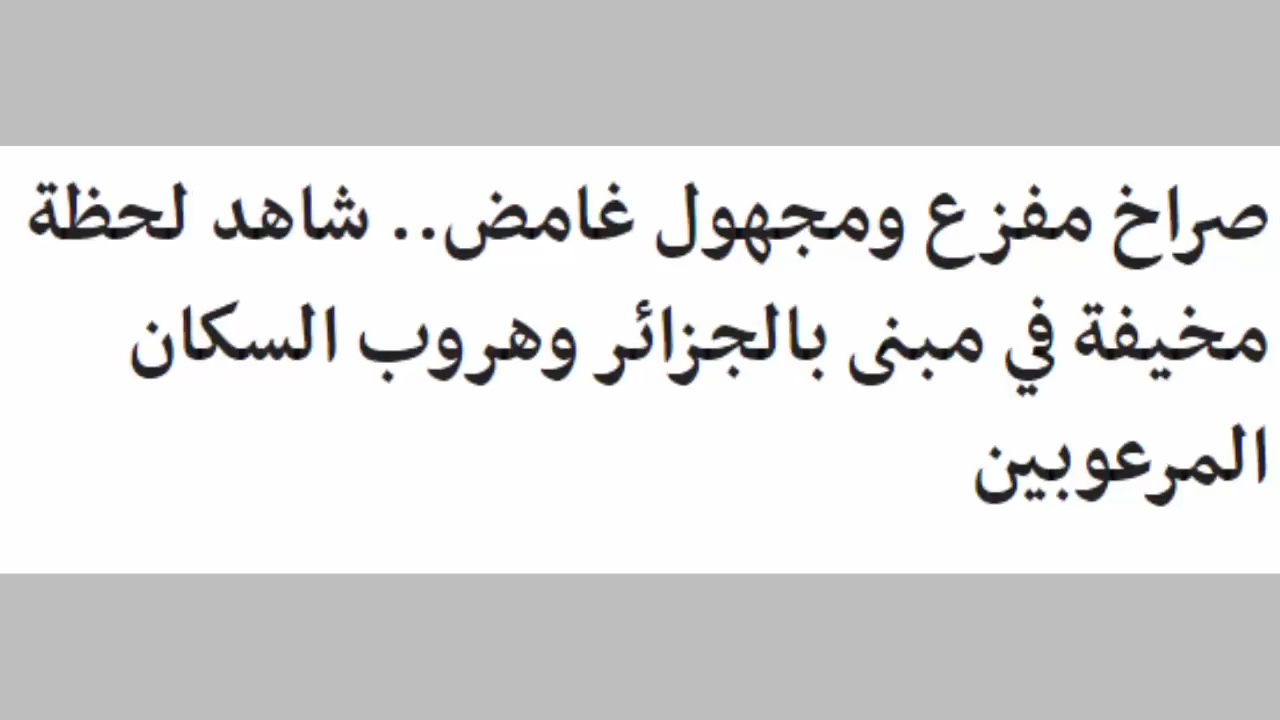 صراخ مفزع ومجهول غامض.. شاهد لحظة
مخيفة في مبنى بالجزائر وهروب السكان
المرعوبين